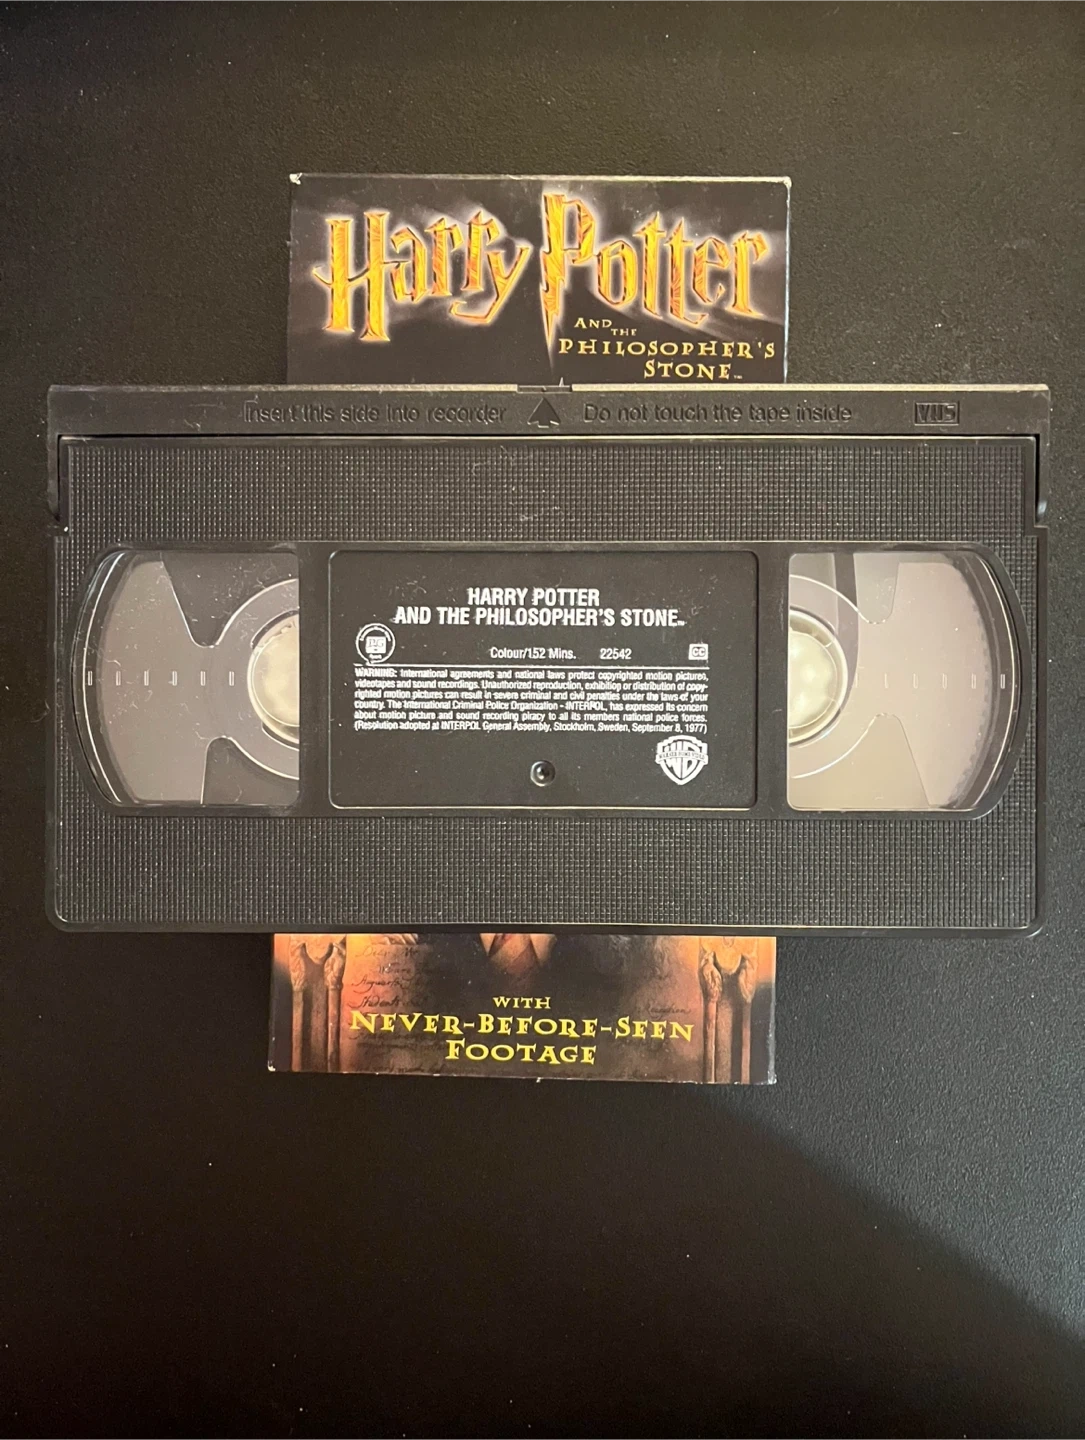 Harry Potter
AND THE
PHILOSOPHER'S
STONE™
Insert this side into recorder Do not touch the tape inside VHS
HARRY POTTER
AND THE PHILOSOPHER'S STONE™
PG
Colour/152 Mins. 22542 CC
WARNING: International agreements and national laws protect copyrighted motion pictures,
videotapes and sound recordings. Unauthorized reproduction, exhibition or distribution of copy-
righted motion pictures can result in severe criminal and civil penalties under the laws of your
country. The International Criminal Police Organization - INTERPOL, has expressed its concern
about motion picture and sound recording piracy to all its members national police forces.
(Resolution adopted at INTERPOL General Assembly, Stockholm, Sweden, September 8, 1977)
WB
WITH
NEVER-BEFORE-SEEN
FOOTAGE